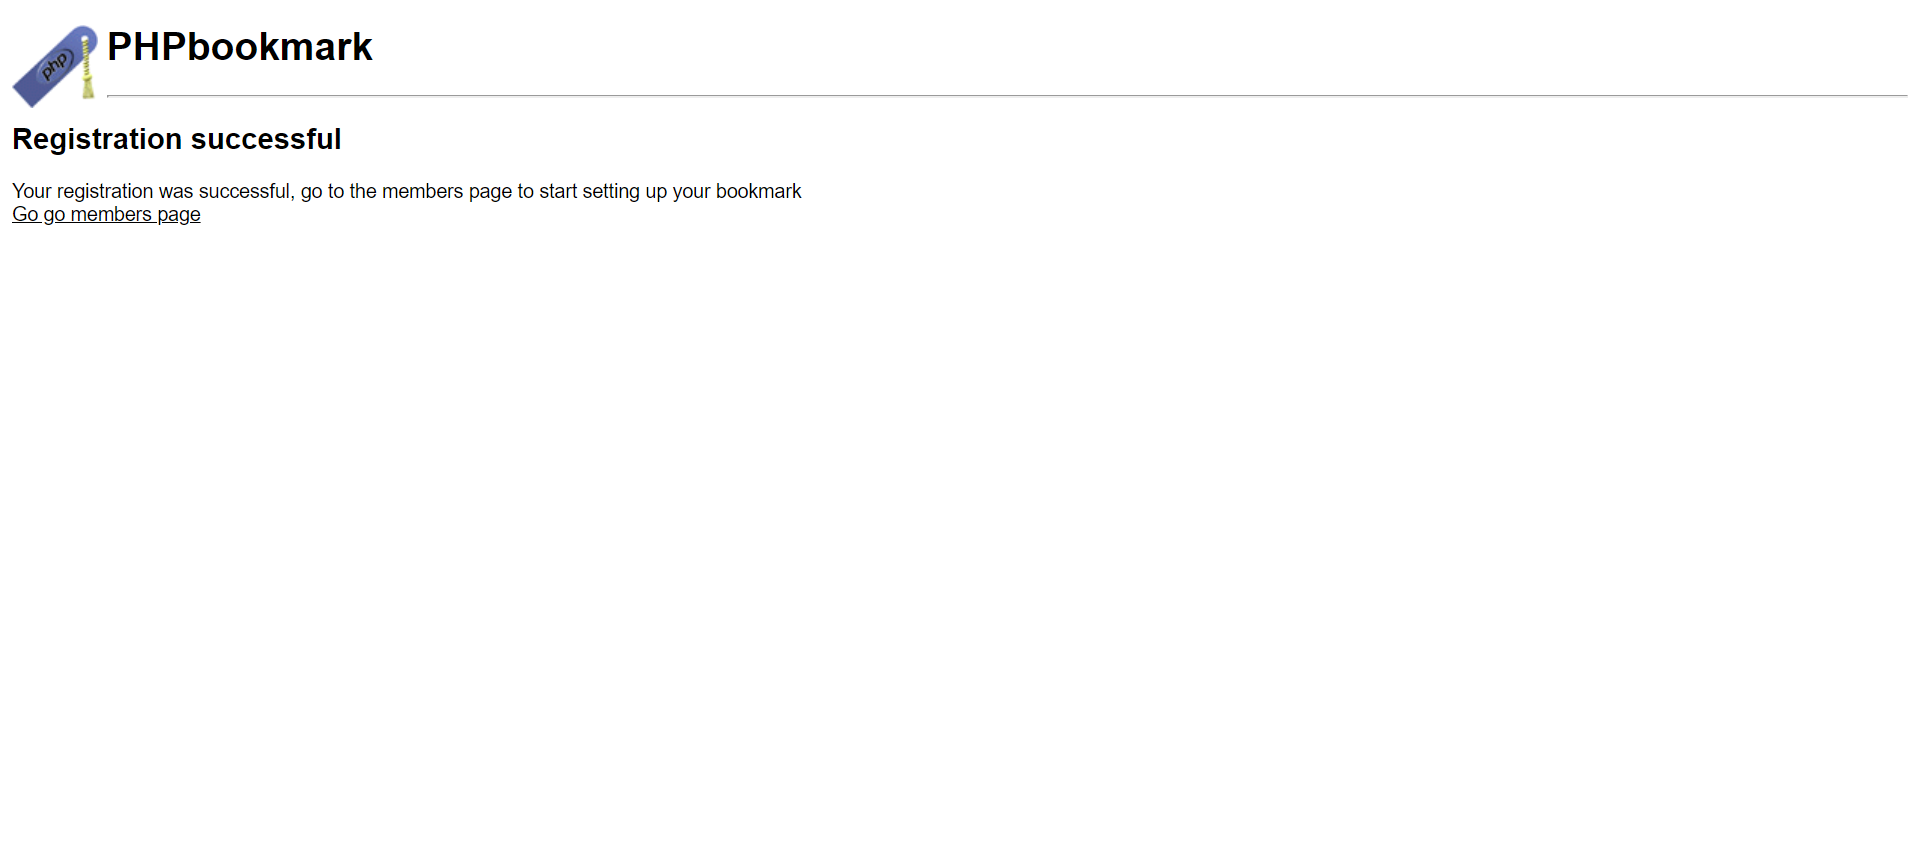 php
PHPbookmark
Registration successful
Your registration was successful, go to the members page to start setting up your bookmark
Go go members page